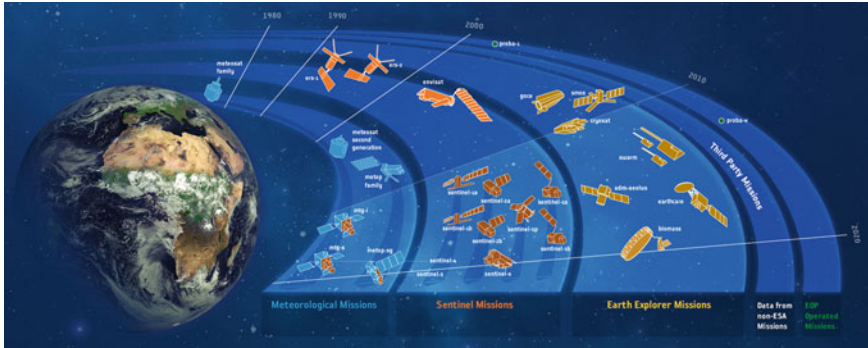 1980
1990
2000
2010
2020
meteosat
family
ers-1
ers-2
envisat
proba-1
goce
smos
cryosat
proba-v
meteosat
second
generation
metop
family
swarm
Third Party Missions
adm-aeolus
earthcare
biomass
sentinel-1a
sentinel-2a
sentinel-3a
sentinel-1b
sentinel-2b
sentinel-5p
sentinel-3b
mtg-i
mtg-s
metop-sg
sentinel-4
sentinel-5
sentinel-6
Meteorological Missions
Sentinel Missions
Earth Explorer Missions
Data from
non-ESA
Missions
EOP
Operated
Missions